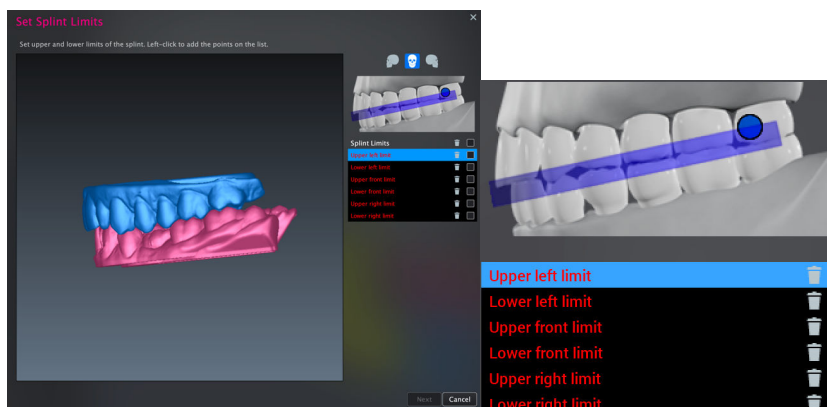 Set Splint Limits
Set upper and lower limits of the splint. Left-click to add the points on the list.
Splint Limits
Upper left limit
Lower left limit
Upper front limit
Lower front limit
Upper right limit
Lower right limit
Next
Cancel
Upper left limit
Lower left limit
Upper front limit
Lower front limit
Upper right limit
Lower right limit